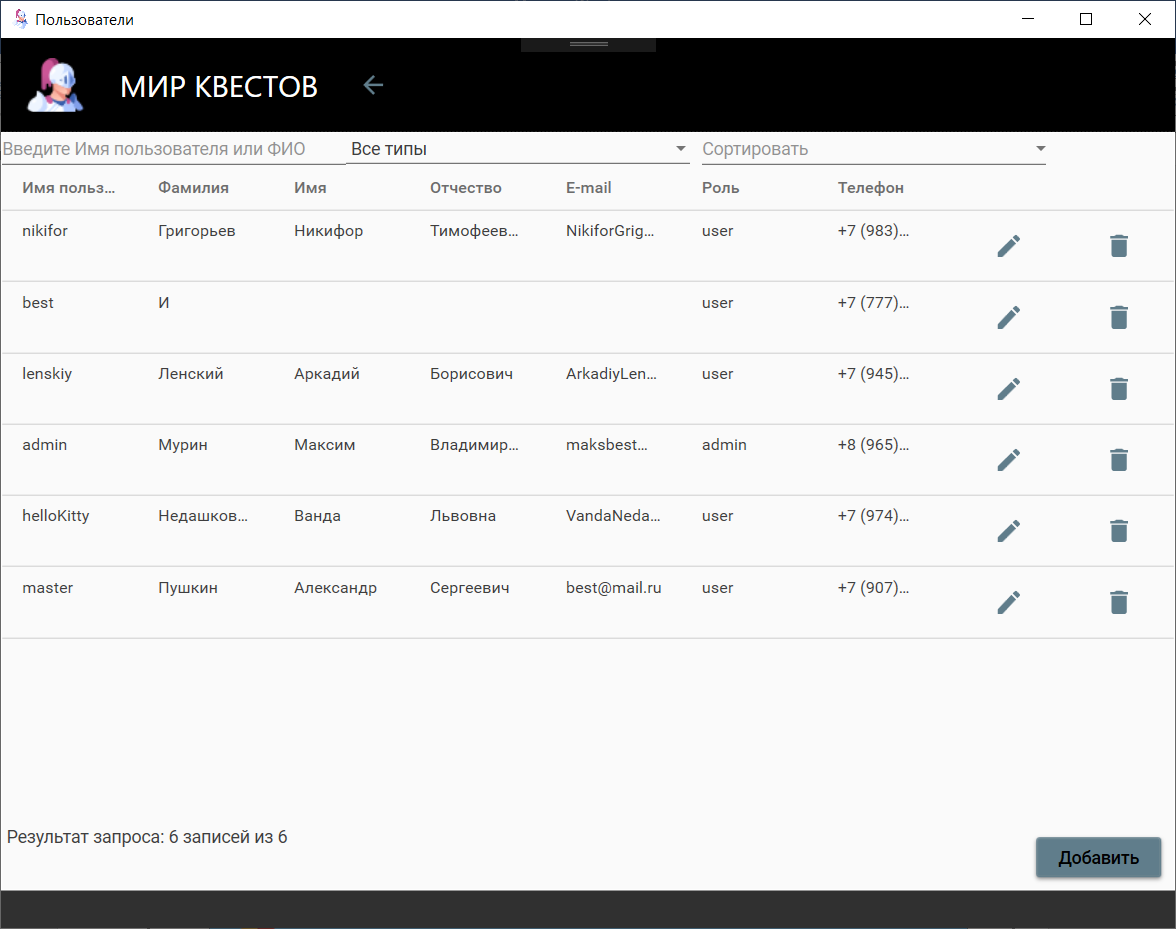 Пользователи
МИР КВЕСТОВ
Введите Имя пользователя или ФИО Все типы Сортировать
Имя польз... Фамилия Имя Отчество E-mail Роль Телефон
nikifor Григорьев Никифор Тимофеев... NikiforGrig... user +7 (983)...
best И user +7 (777)...
lenskiy Ленский Аркадий Борисович ArkadiyLen... user +7 (945)...
admin Мурин Максим Владимир... maksbest... admin +8 (965)...
helloKitty Недашков... Ванда Львовна VandaNeda... user +7 (974)...
master Пушкин Александр Сергеевич best@mail.ru user +7 (907)...
Результат запроса: 6 записей из 6
Добавить